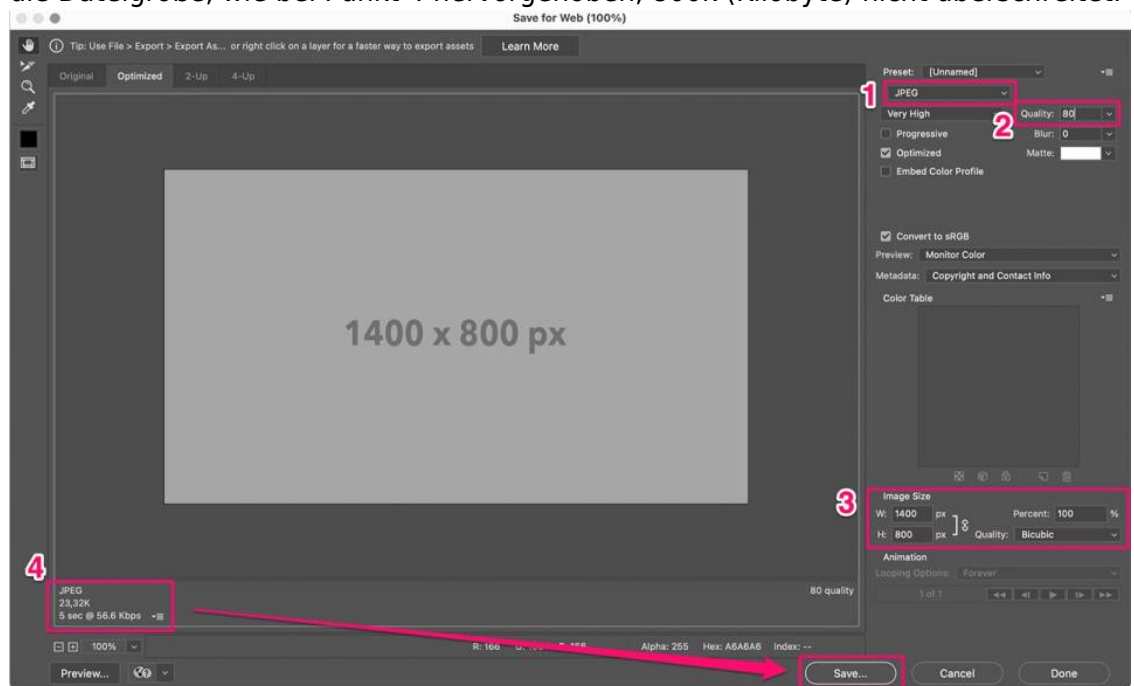 Save for Web (100%)
Tip: Use File > Export > Export As... or right click on a layer for a faster way to export assets Learn More
Original Optimized 2-Up 4-Up
Preset: [Unnamed]
1 JPEG
Very High 2 Quality: 80
Progressive Blur: 0
Optimized Matte:
Embed Color Profile
Convert to sRGB
Preview: Monitor Color
Metadata: Copyright and Contact Info
Color Table
1400 x 800 px
3 Image Size
W: 1400 px Percent: 100 %
H: 800 px Quality: Bicubic
Animation
Looping Options: Forever
1 of 1
4
JPEG 80 quality
23,32K
5 sec @ 56.6 Kbps
100% R: 166 Alpha: 255 Hex: A6A6A6 Index: --
Preview... Save... Cancel Done